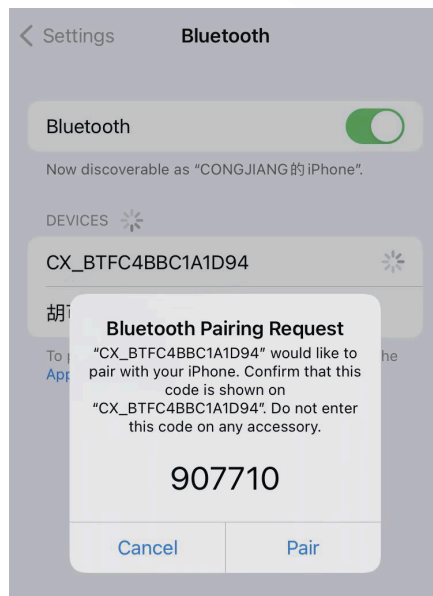 Settings
Bluetooth
Bluetooth
Now discoverable as “CONGJIANG的 iPhone”.
DEVICES
CX_BTFC4BBC1A1D94
胡
To
he
App
Bluetooth Pairing Request
“CX_BTFC4BBC1A1D94” would like to
pair with your iPhone. Confirm that this
code is shown on
“CX_BTFC4BBC1A1D94”. Do not enter
this code on any accessory.
907710
Cancel
Pair